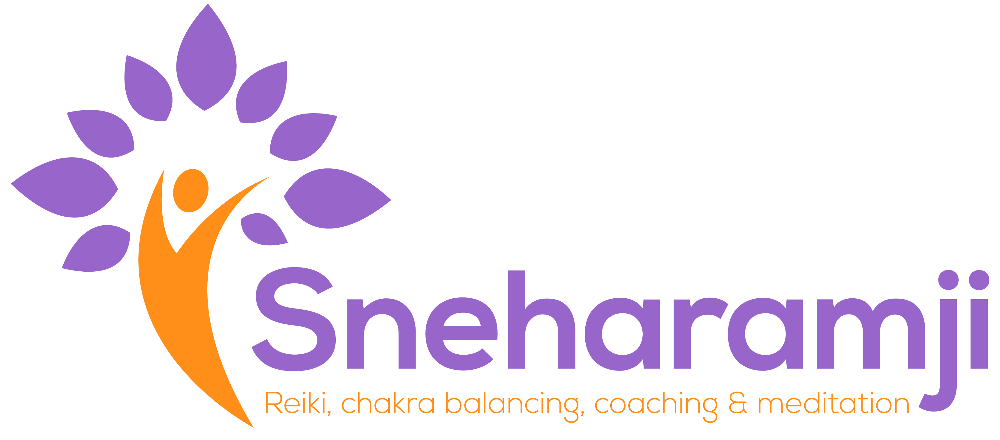 Sneharamji
Reiki, chakra balancing, coaching & meditation